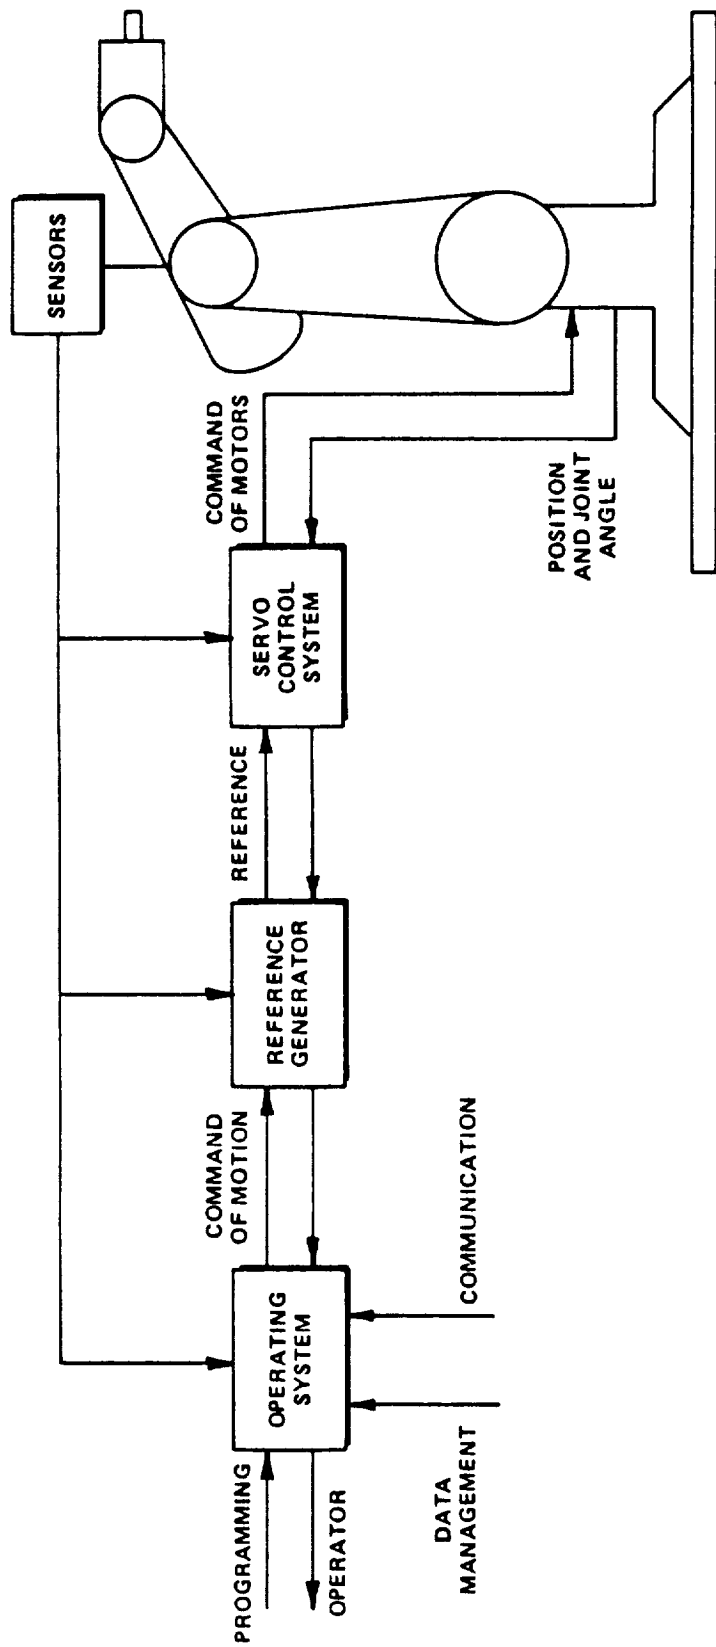 SENSORS
COMMAND
OF MOTORS
POSITION
AND JOINT
ANGLE
SERVO
CONTROL
SYSTEM
REFERENCE
REFERENCE
GENERATOR
COMMAND
OF MOTION
OPERATING
SYSTEM
COMMUNICATION
DATA
MANAGEMENT
PROGRAMMING
OPERATOR